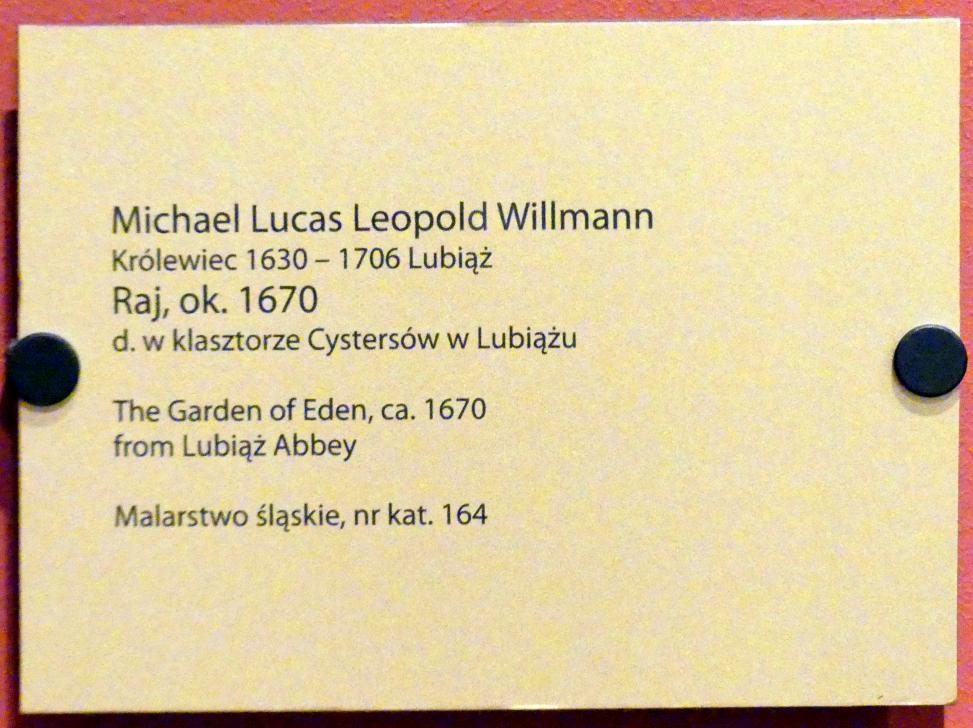 Michael Lucas Leopold Willmann
Królewiec 1630 – 1706 Lubiąż
Raj, ok. 1670
d. w klasztorze Cystersów w Lubiążu
The Garden of Eden, ca. 1670
from Lubiąż Abbey
Malarstwo śląskie, nr kat. 164